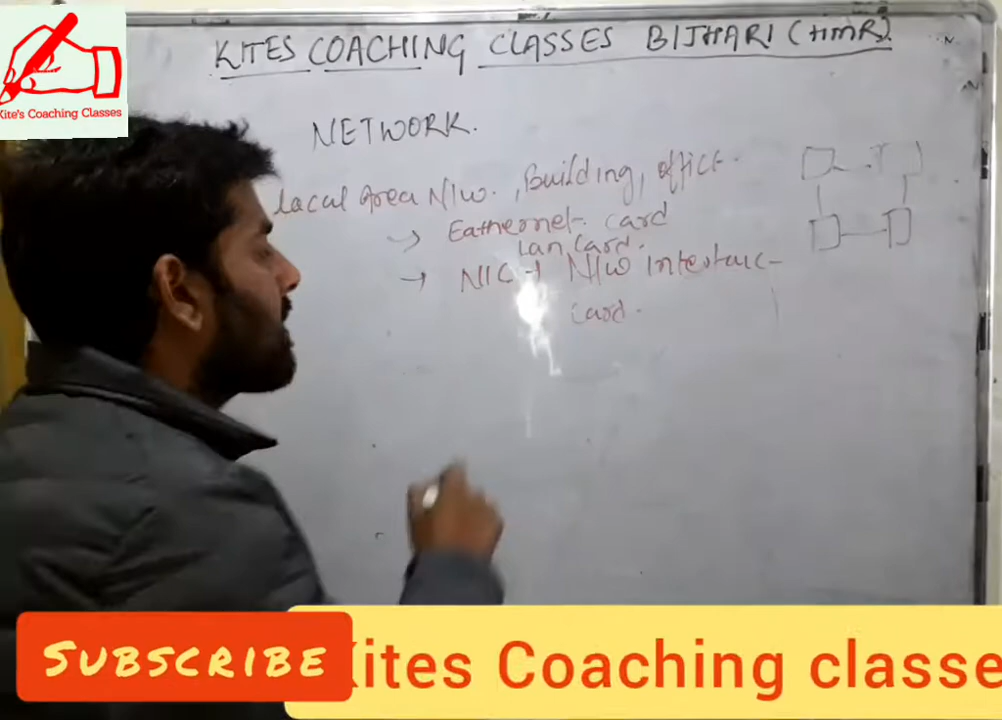 KITES COACHING CLASSES BIJHARI (HMR).
Kite's Coaching Classes
NETWORK.
Local Area N/w. , Building, office.
→ Eathernet card
Lan Card.
→ NIC → N/w interface
Card.
SUBSCRIBE
Kites Coaching classe